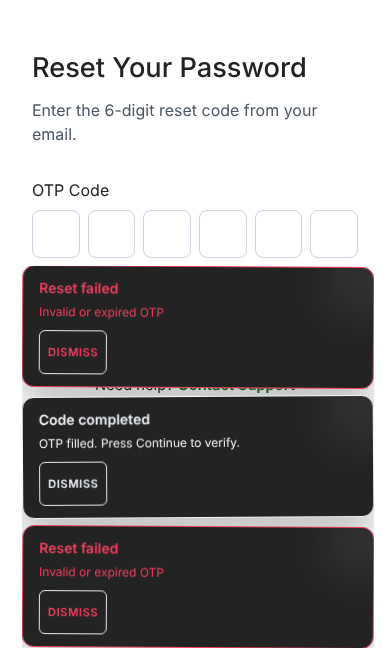 Reset Your Password
Enter the 6-digit reset code from your
email.
OTP Code
Reset failed
Invalid or expired OTP
DISMISS
Need help? Contact Support
Code completed
OTP filled. Press Continue to verify.
DISMISS
Reset failed
Invalid or expired OTP
DISMISS